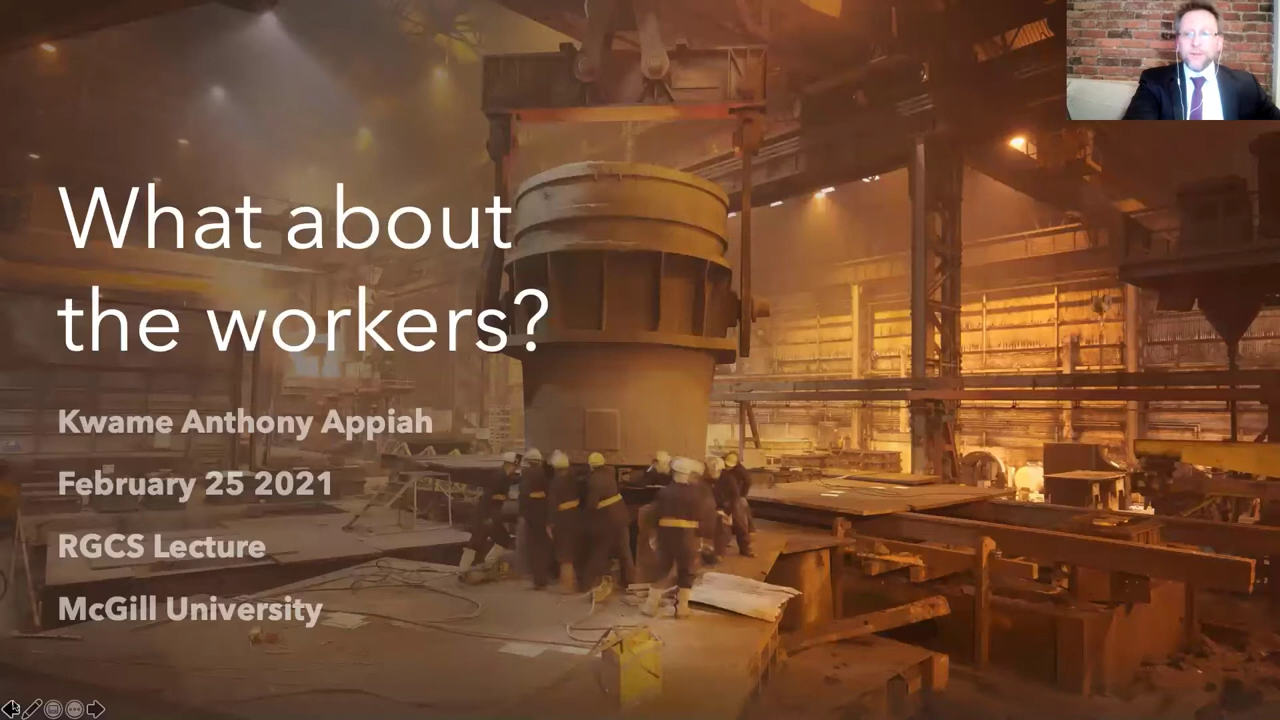 What about
the workers?
Kwame Anthony Appiah
February 25 2021
RGCS Lecture
McGill University